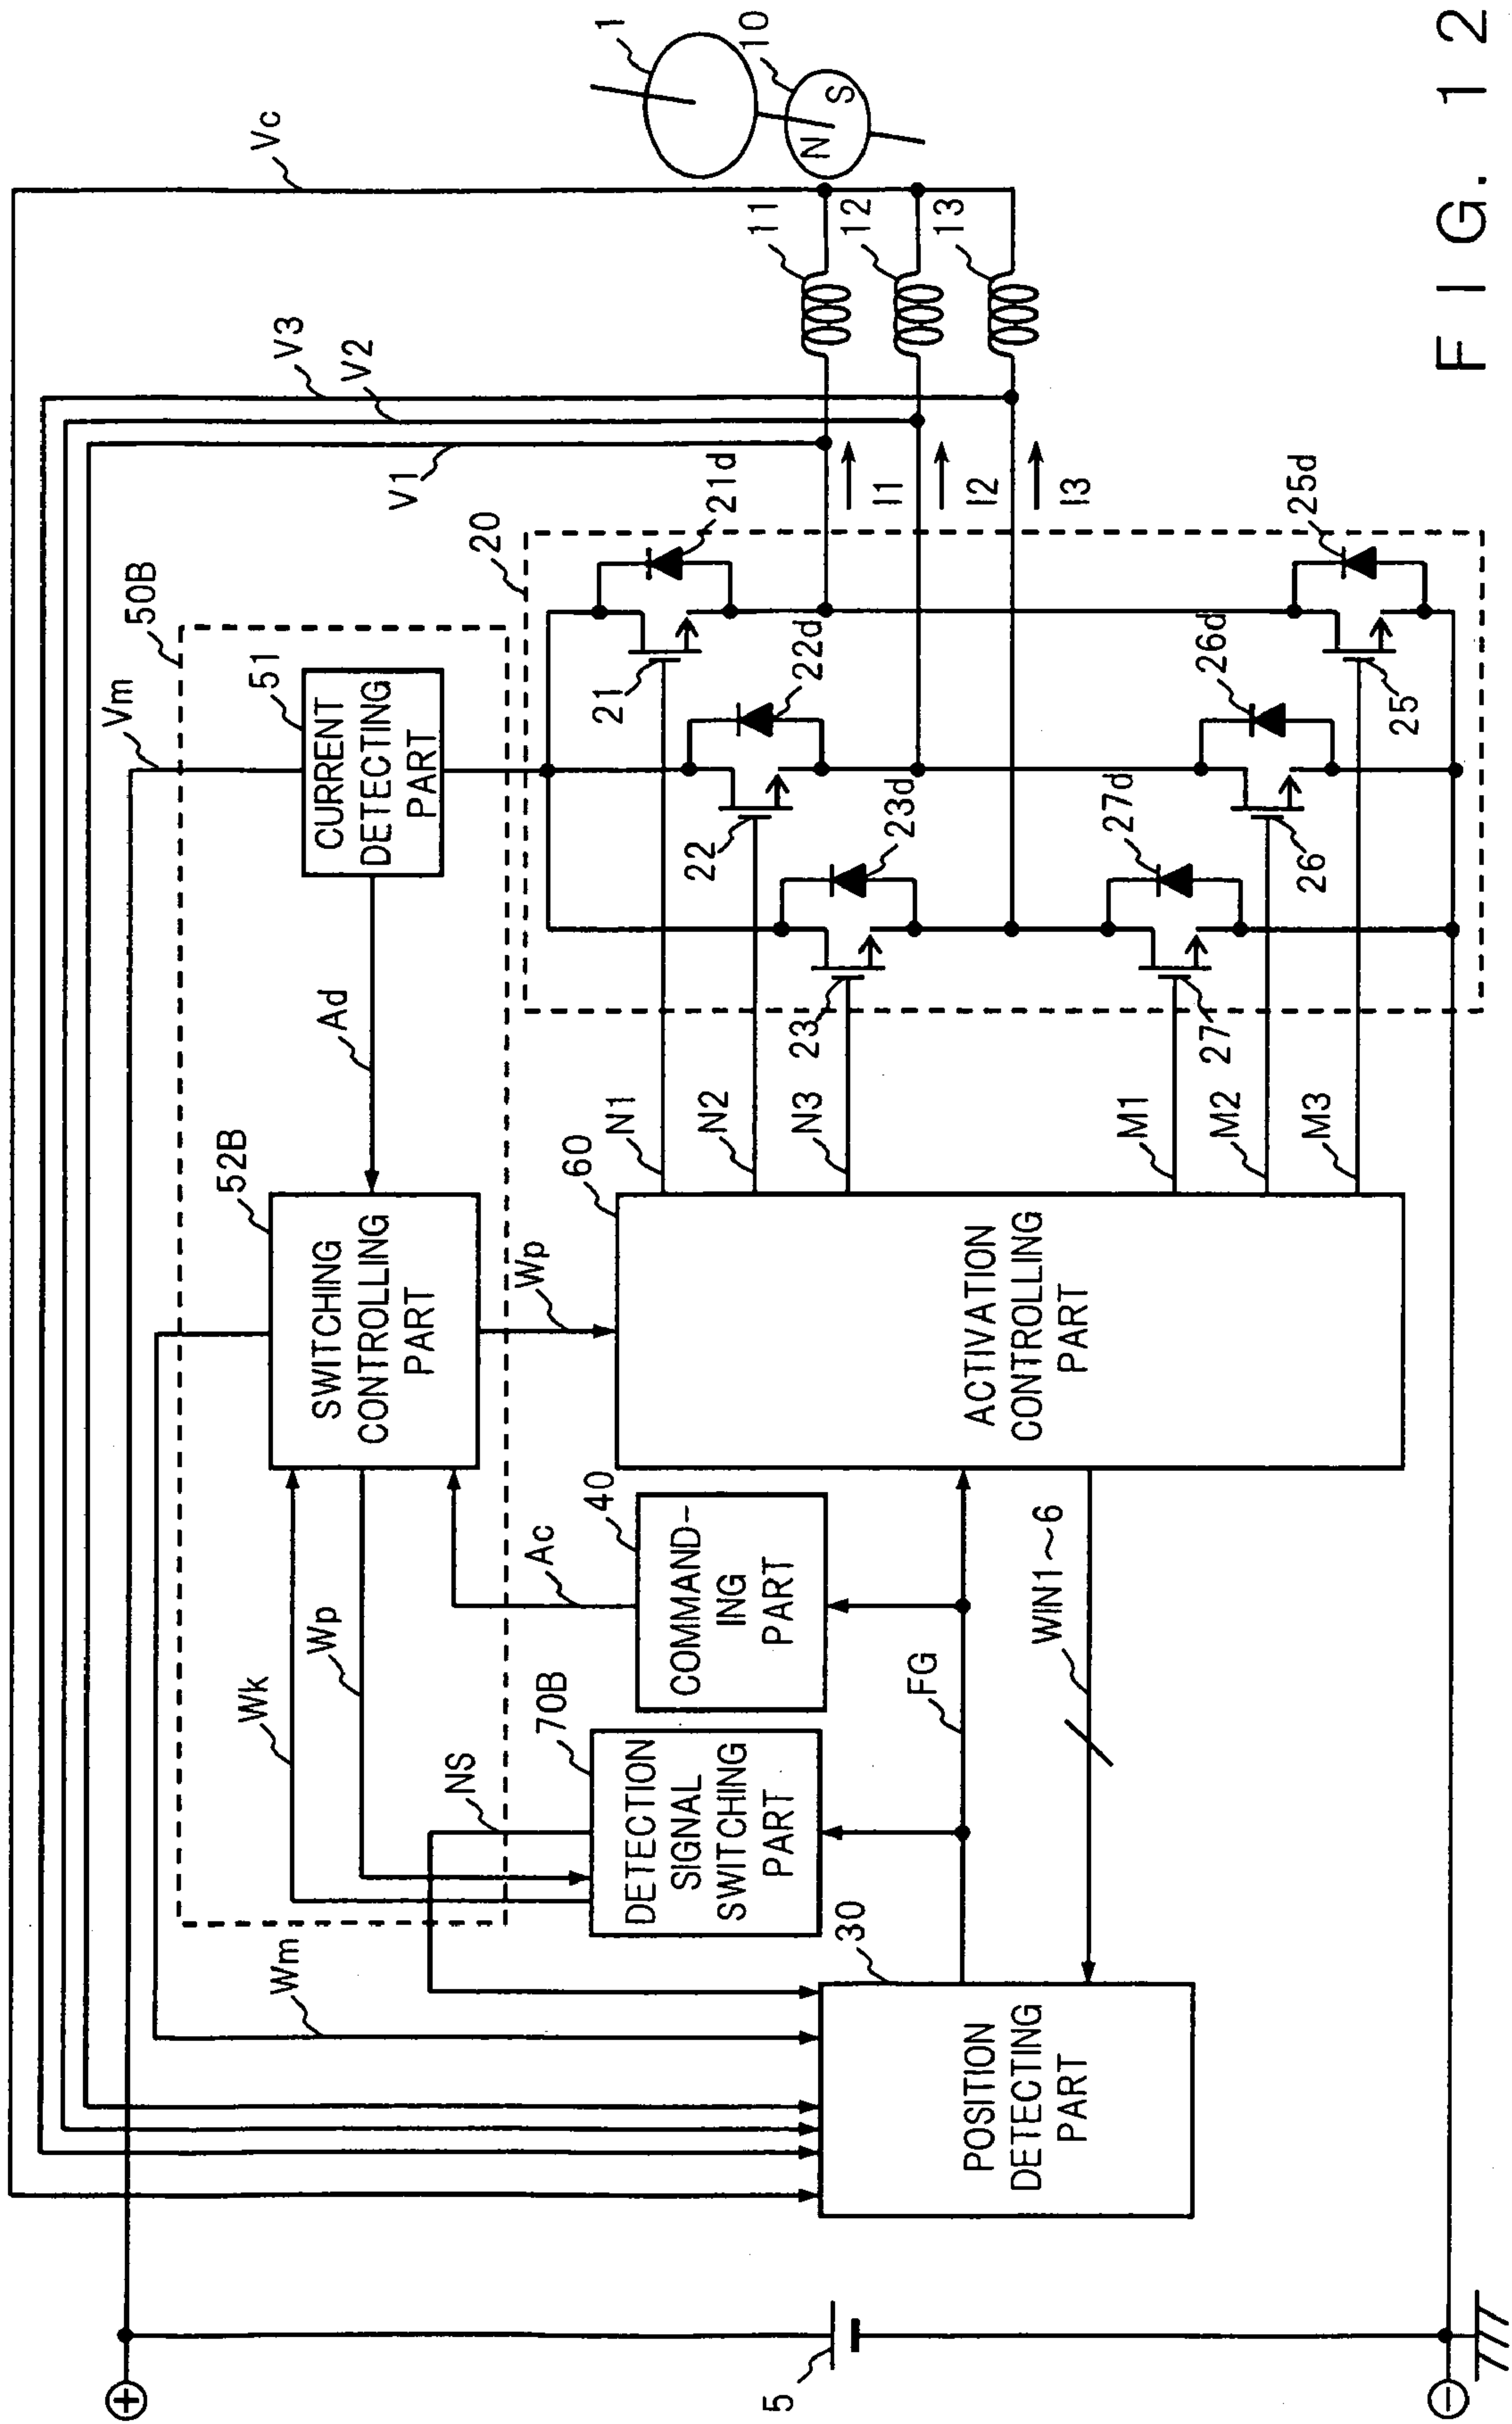 Vc
1
10
N
S
V3
V2
V1
11
12
13
I1
I2
I3
Vm
50B
51
CURRENT
DETECTING
PART
20
21d
21
22d
22
23d
23
25d
25
26d
26
27d
27
Ad
52B
SWITCHING
CONTROLLING
PART
Wp
60
ACTIVATION
CONTROLLING
PART
N1
N2
N3
M1
M2
M3
Wk
Wp
Ac
40
COMMAND-
ING
PART
70B
NS
DETECTION
SIGNAL
SWITCHING
PART
FG
WIN1~6
Wm
30
POSITION
DETECTING
PART
+
5
−
FIG. 12